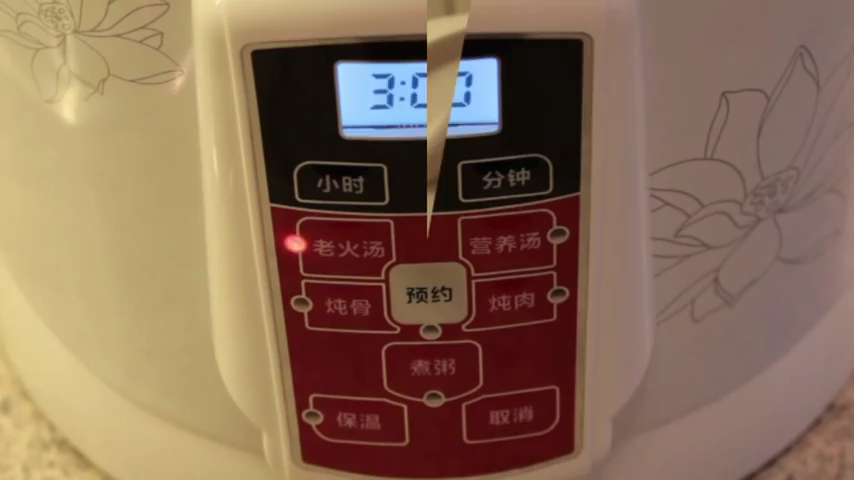 3:00
小时 分钟
老火汤 营养汤
预约
炖骨 炖肉
煮粥
保温 取消